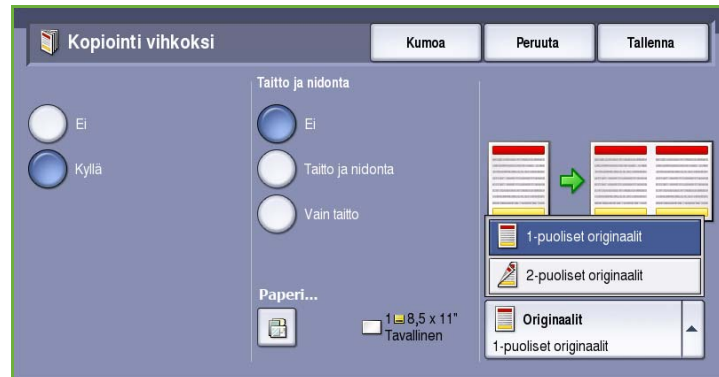 Kopiointi vihkoksi
Kumoa
Peruuta
Tallenna
Ei
Kyllä
Taitto ja nidonta
Ei
Taitto ja nidonta
Vain taitto
Paperi...
1 8,5 x 11"
Tavallinen
1-puoliset originaalit
2-puoliset originaalit
Originaalit
1-puoliset originaalit